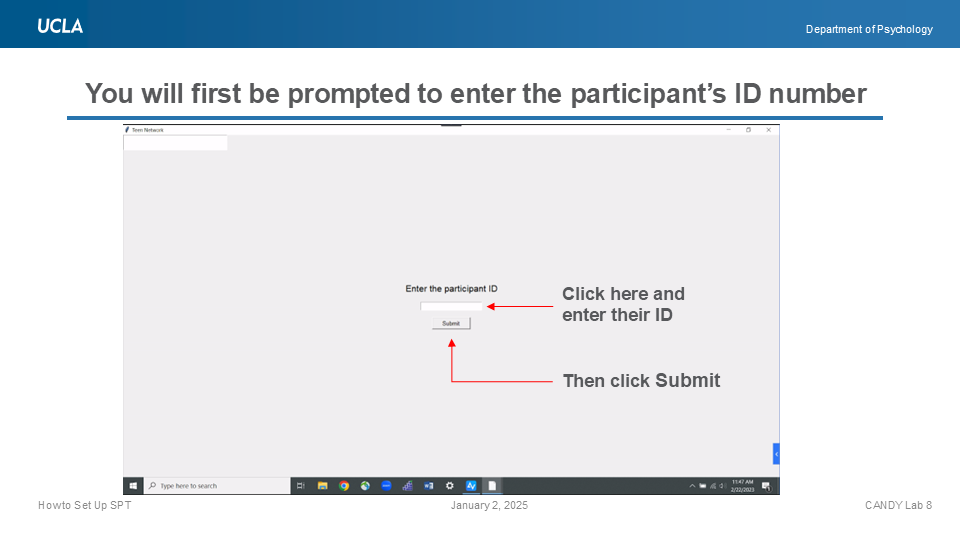 UCLA
Department of Psychology
You will first be prompted to enter the participant’s ID number
Teen Network
Enter the participant ID
Click here and
enter their ID
Submit
Then click Submit
Type here to search
11:47 AM
2/22/2023
Howto Set Up SPT
January 2, 2025
CANDY Lab 8